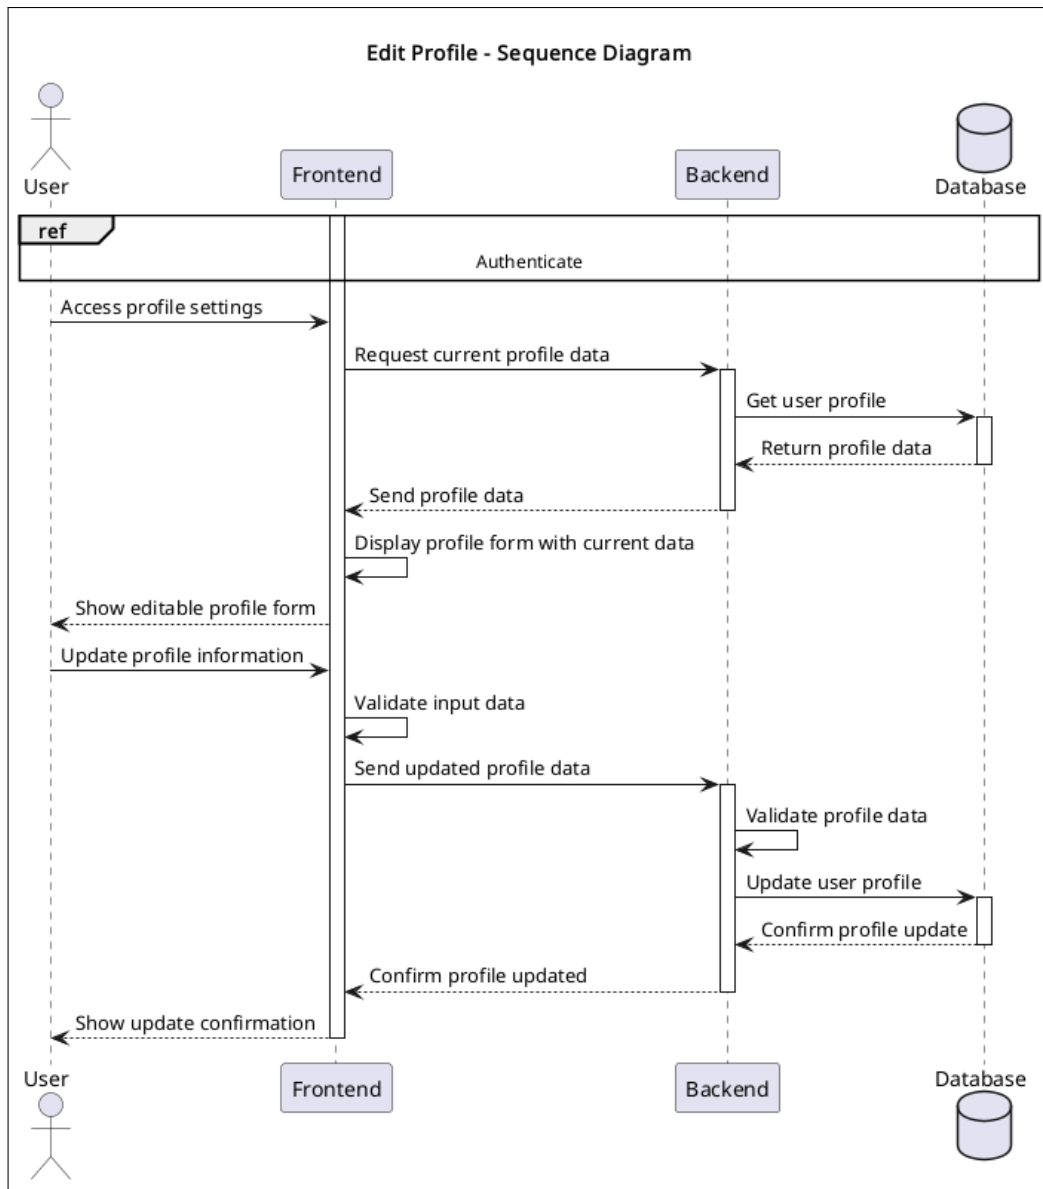 Edit Profile - Sequence Diagram
User
Frontend
Backend
Database
ref
Authenticate
Access profile settings
Request current profile data
Get user profile
Return profile data
Send profile data
Display profile form with current data
Show editable profile form
Update profile information
Validate input data
Send updated profile data
Validate profile data
Update user profile
Confirm profile update
Confirm profile updated
Show update confirmation
User
Frontend
Backend
Database